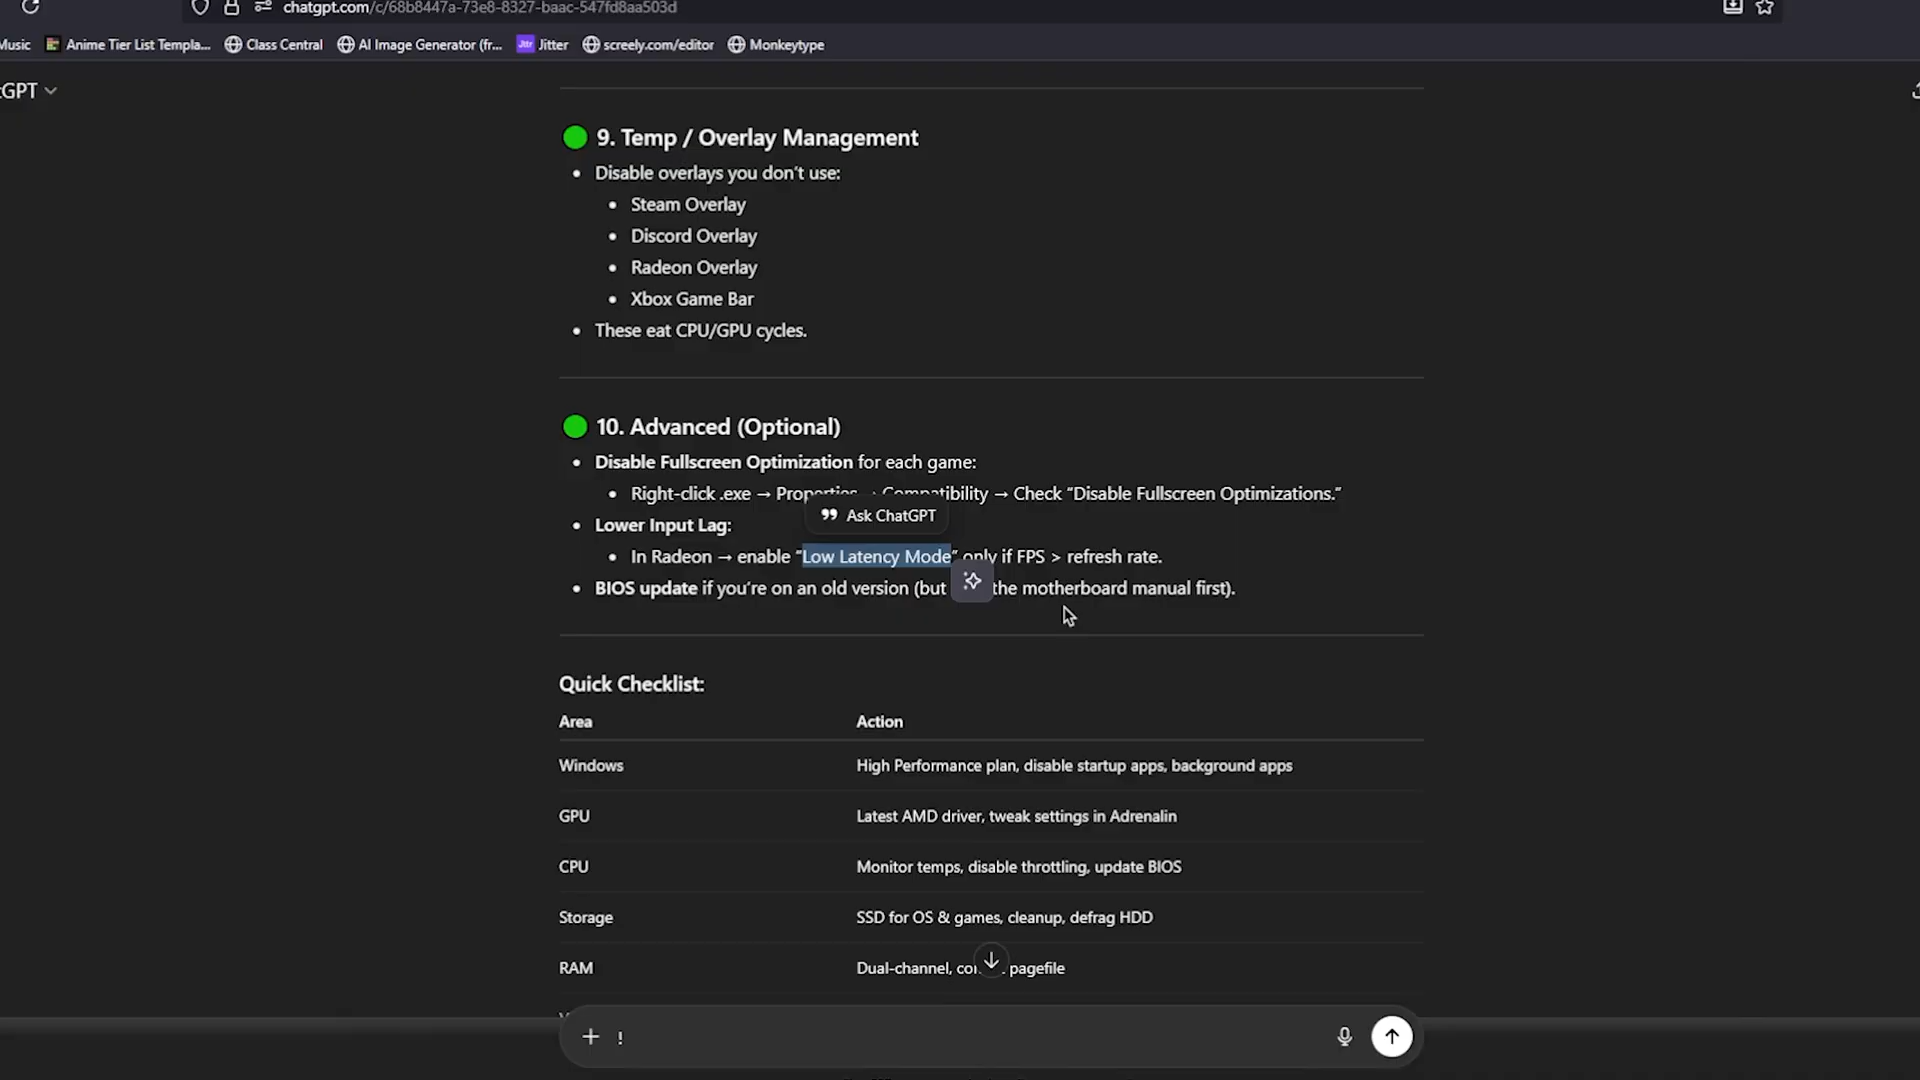 chatgpt.com/c/68b8447a-73e8-8327-baac-547fd8aa503d
Music Anime Tier List Templa... Class Central AI Image Generator (fr... Jttr Jitter screely.com/editor Monkeytype
GPT
9. Temp / Overlay Management
• Disable overlays you don't use:
• Steam Overlay
• Discord Overlay
• Radeon Overlay
• Xbox Game Bar
• These eat CPU/GPU cycles.
10. Advanced (Optional)
• Disable Fullscreen Optimization for each game:
• Right-click .exe → Properties → Compatibility → Check “Disable Fullscreen Optimizations.”
Ask ChatGPT
• Lower Input Lag:
• In Radeon → enable “Low Latency Mode” only if FPS > refresh rate.
• BIOS update if you're on an old version (but the motherboard manual first).
Quick Checklist:
Area Action
Windows High Performance plan, disable startup apps, background apps
GPU Latest AMD driver, tweak settings in Adrenalin
CPU Monitor temps, disable throttling, update BIOS
Storage SSD for OS & games, cleanup, defrag HDD
RAM Dual-channel, pagefile
!